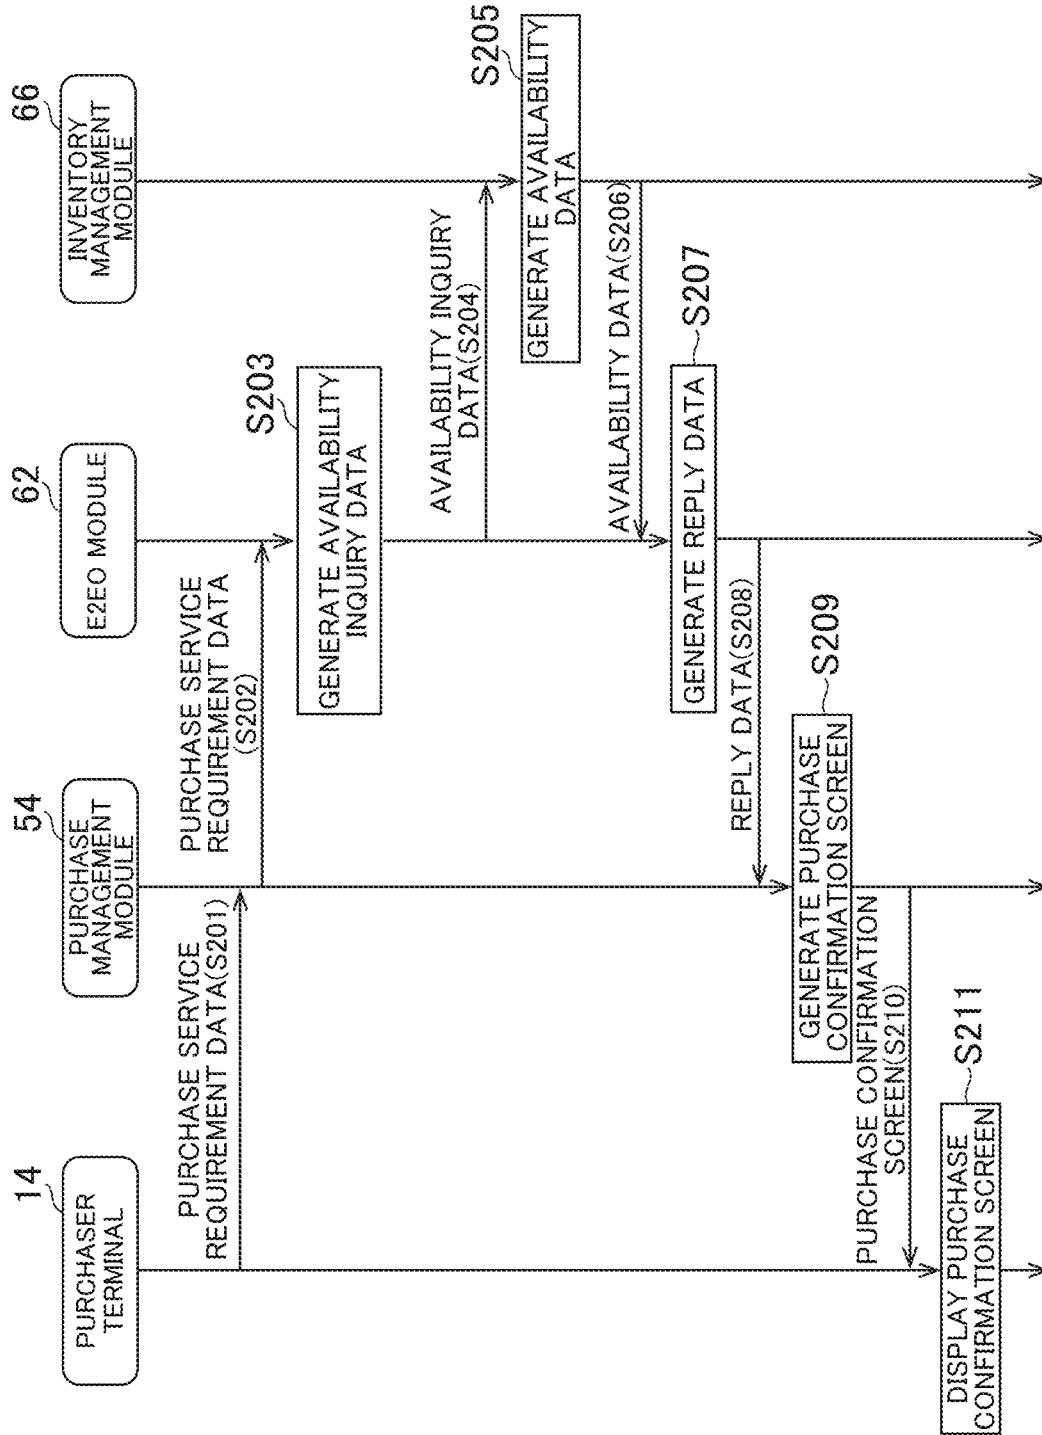 14
PURCHASER
TERMINAL
54
PURCHASE
MANAGEMENT
MODULE
62
E2EO MODULE
66
INVENTORY
MANAGEMENT
MODULE
PURCHASE SERVICE
REQUIREMENT DATA(S201)
PURCHASE SERVICE
REQUIREMENT DATA
(S202)
S203
GENERATE AVAILABILITY
INQUIRY DATA
AVAILABILITY INQUIRY
DATA(S204)
S205
GENERATE AVAILABILITY
DATA
AVAILABILITY DATA(S206)
S207
GENERATE REPLY DATA
REPLY DATA(S208)
S209
GENERATE PURCHASE
CONFIRMATION SCREEN
PURCHASE CONFIRMATION
SCREEN(S210)
S211
DISPLAY PURCHASE
CONFIRMATION SCREEN